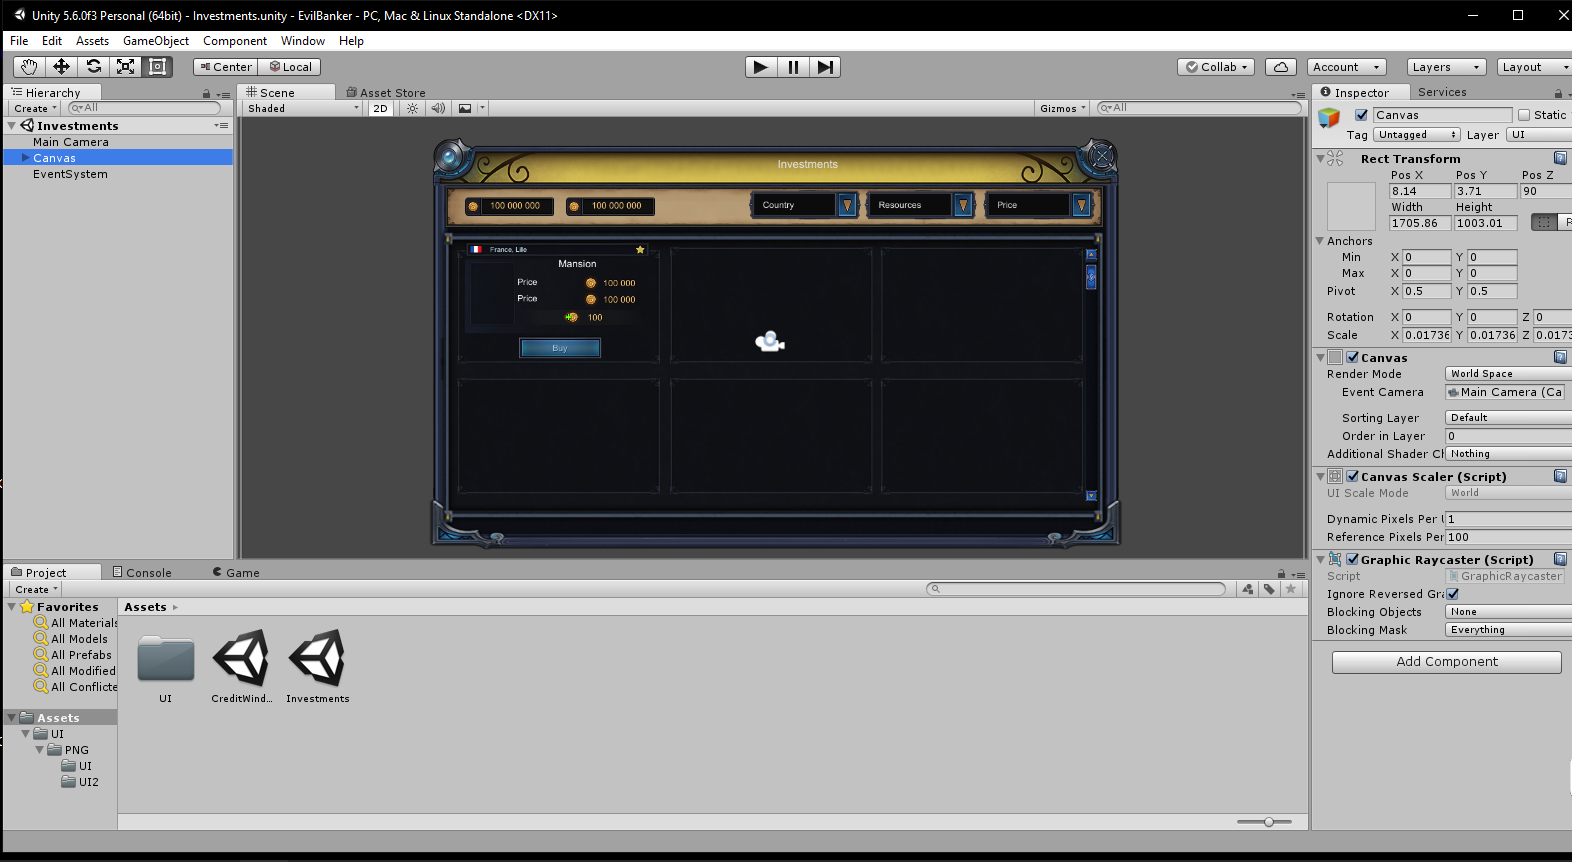 Unity 5.6.0f3 Personal (64bit) - Investments.unity - EvilBanker - PC, Mac & Linux Standalone <DX11>
File Edit Assets GameObject Component Window Help
Center Local Collab Account Layers Layout
Hierarchy Scene Asset Store Inspector Services
Create All Shaded 2D Gizmos All
Investments
Main Camera
Canvas
EventSystem
Investments
100 000 000 100 000 000 Country Resources Price
France, Lille
Mansion
Price 100 000
Price 100 000
100
Buy
Canvas Static
Tag Untagged Layer UI
Rect Transform
Pos X Pos Y Pos Z
8.14 3.71 90
Width Height
1705.86 1003.01
Anchors
Min X 0 Y 0
Max X 0 Y 0
Pivot X 0.5 Y 0.5
Rotation X 0 Y 0 Z 0
Scale X 0.01736 Y 0.01736 Z 0.0173
Canvas
Render Mode World Space
Event Camera Main Camera (Ca
Sorting Layer Default
Order in Layer 0
Additional Shader Cl Nothing
Canvas Scaler (Script)
UI Scale Mode World
Dynamic Pixels Per 1
Reference Pixels Per 100
Graphic Raycaster (Script)
Script GraphicRaycaster
Ignore Reversed Gra
Blocking Objects None
Blocking Mask Everything
Add Component
Project Console Game
Create
Favorites
All Materials
All Models
All Prefabs
All Modified
All Conflicte
Assets
UI
PNG
UI
UI2
Assets
UI CreditWind... Investments